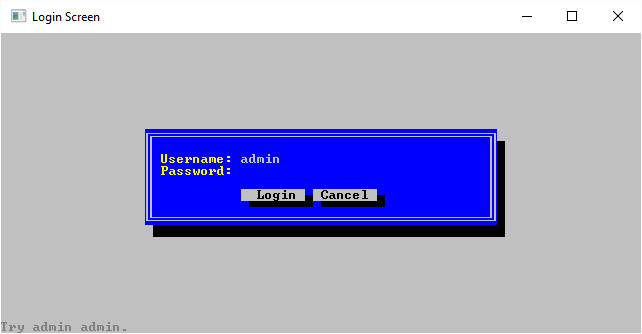 Login Screen
Username: admin
Password:
Login Cancel
Try admin admin.